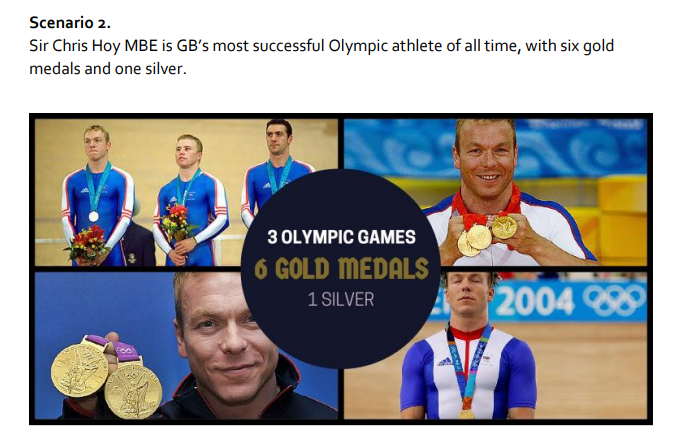 Scenario 2.
Sir Chris Hoy MBE is GB’s most successful Olympic athlete of all time, with six gold
medals and one silver.
3 OLYMPIC GAMES
6 GOLD MEDALS
1 SILVER
2004